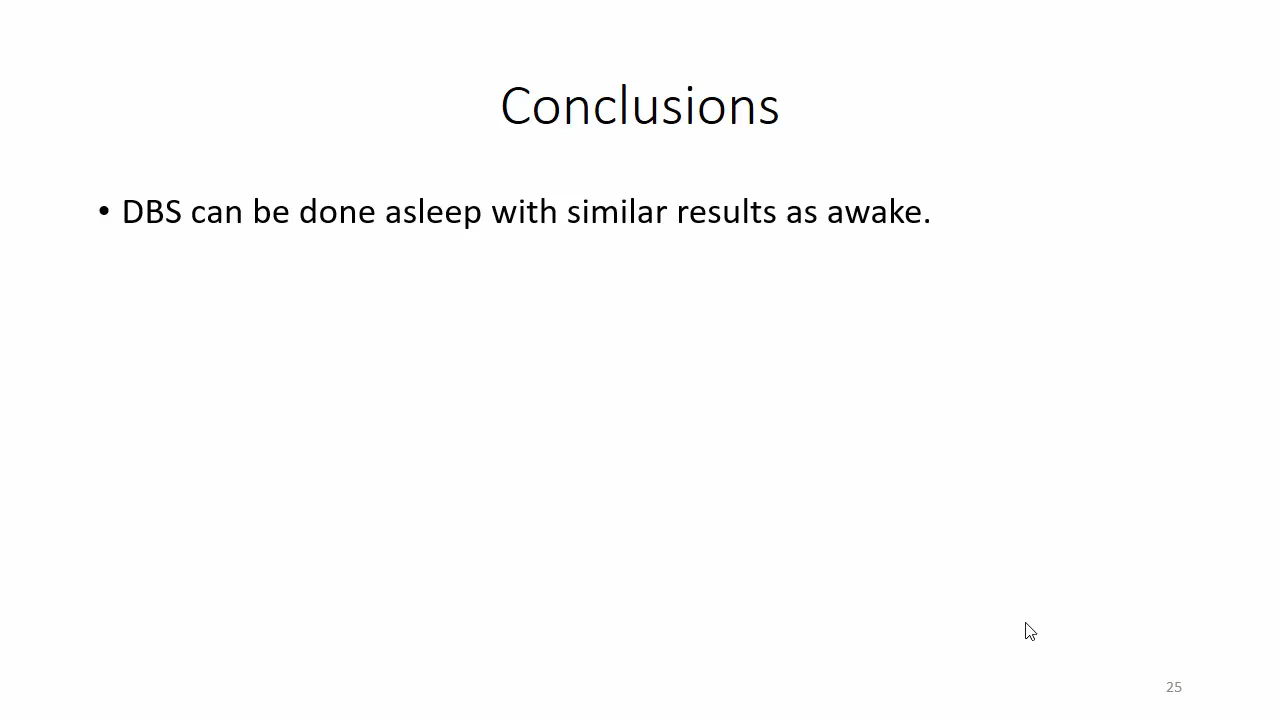 Conclusions
• DBS can be done asleep with similar results as awake.
25